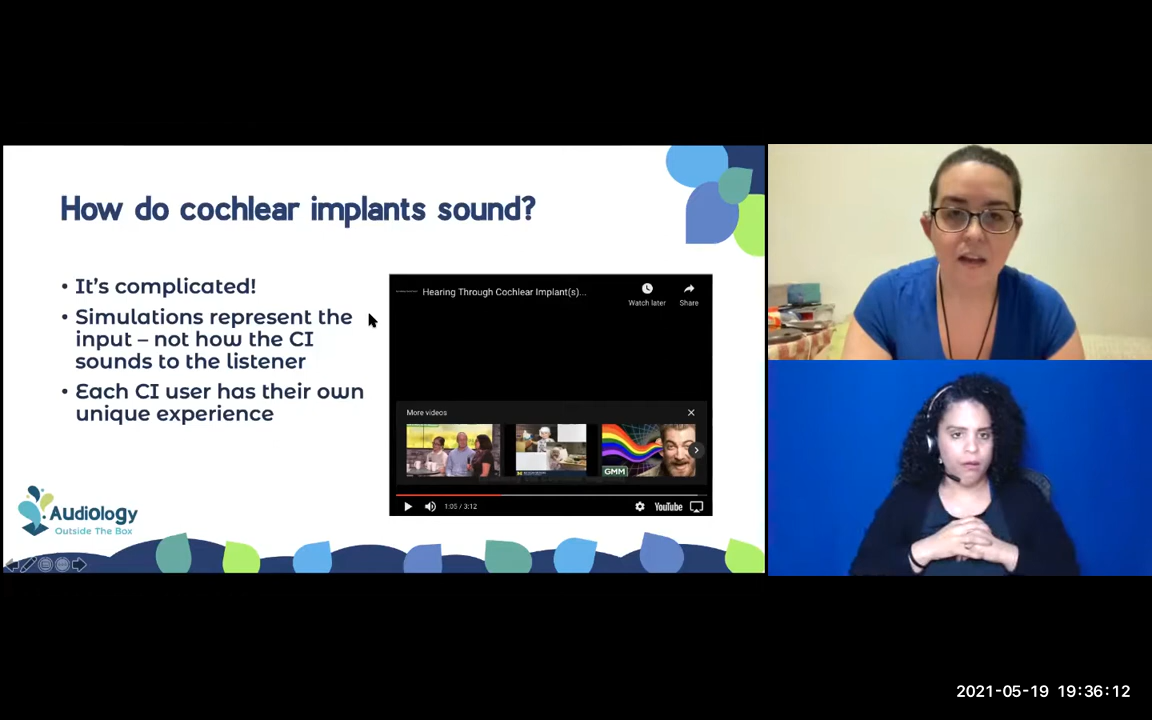 How do cochlear implants sound?
• It's complicated!
• Simulations represent the
input – not how the CI
sounds to the listener
• Each CI user has their own
unique experience
Hearing Through Cochlear Implant(s)...
Watch later
Share
More videos
GMM
1:05 / 3:12
YouTube
AudiOlogy
Outside The Box
2021-05-19 19:36:12